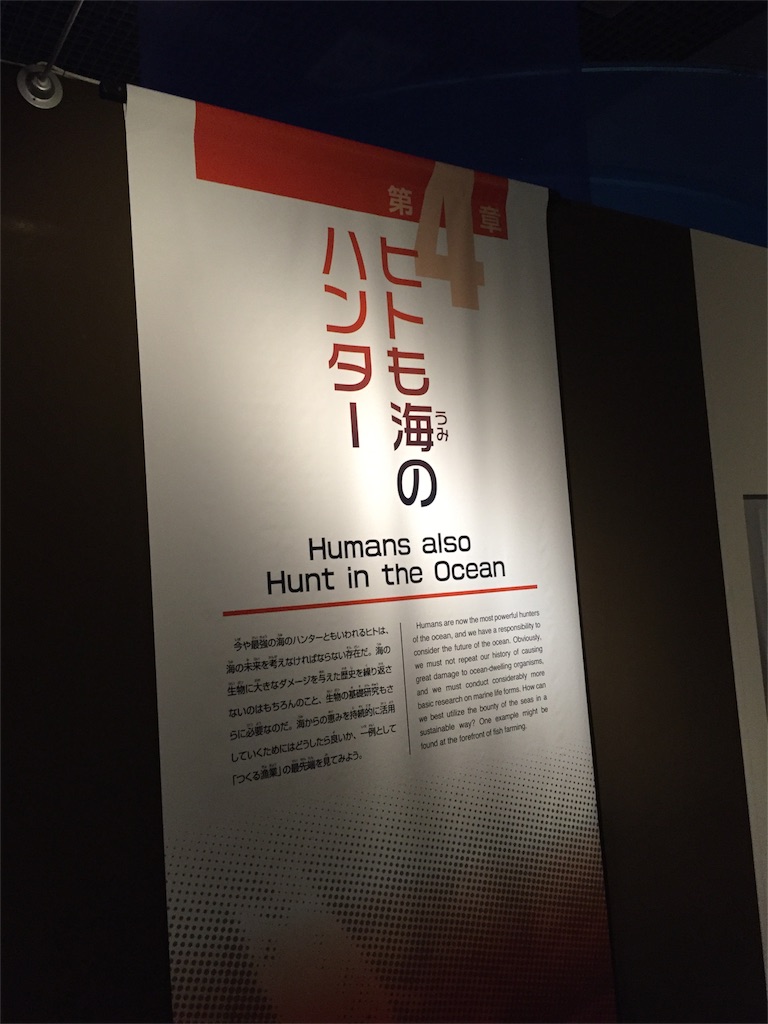 第4章
ヒトも海の
うみ
ハンター
Humans also
Hunt in the Ocean
今や最強の海のハンターともいわれるヒトは、
海の未来を考えなければならない存在だ。海の
生物に大きなダメージを与えた歴史を繰り返さ
ないのはもちろんのこと、生物の基礎研究もさ
らに必要なのだ。海からの恵みを持続的に活用
していくためにはどうしたら良いか、一例として
「つくる漁業」の最先端を見てみよう。
Humans are now the most powerful hunters
of the ocean, and we have a responsibility to
consider the future of the ocean. Obviously,
we must not repeat our history of causing
great damage to ocean-dwelling organisms,
and we must conduct considerably more
basic research on marine life forms. How can
we best utilize the bounty of the seas in a
sustainable way? One example might be
found at the forefront of fish farming.